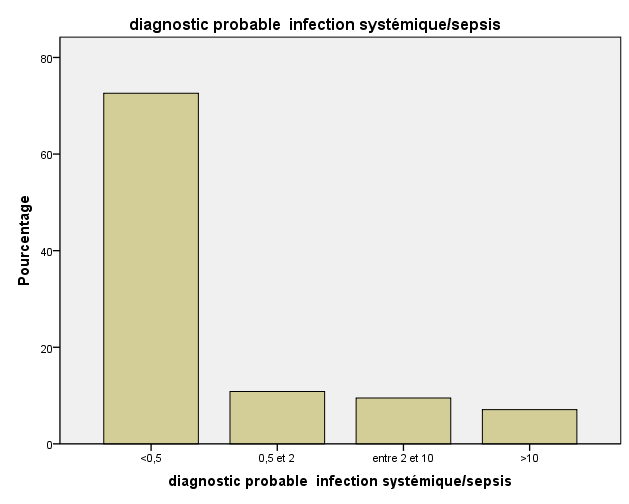 diagnostic probable  infection systémique/sepsis
Pourcentage
80
60
40
20
0
<0,5
0,5 et 2
entre 2 et 10
>10
diagnostic probable  infection systémique/sepsis